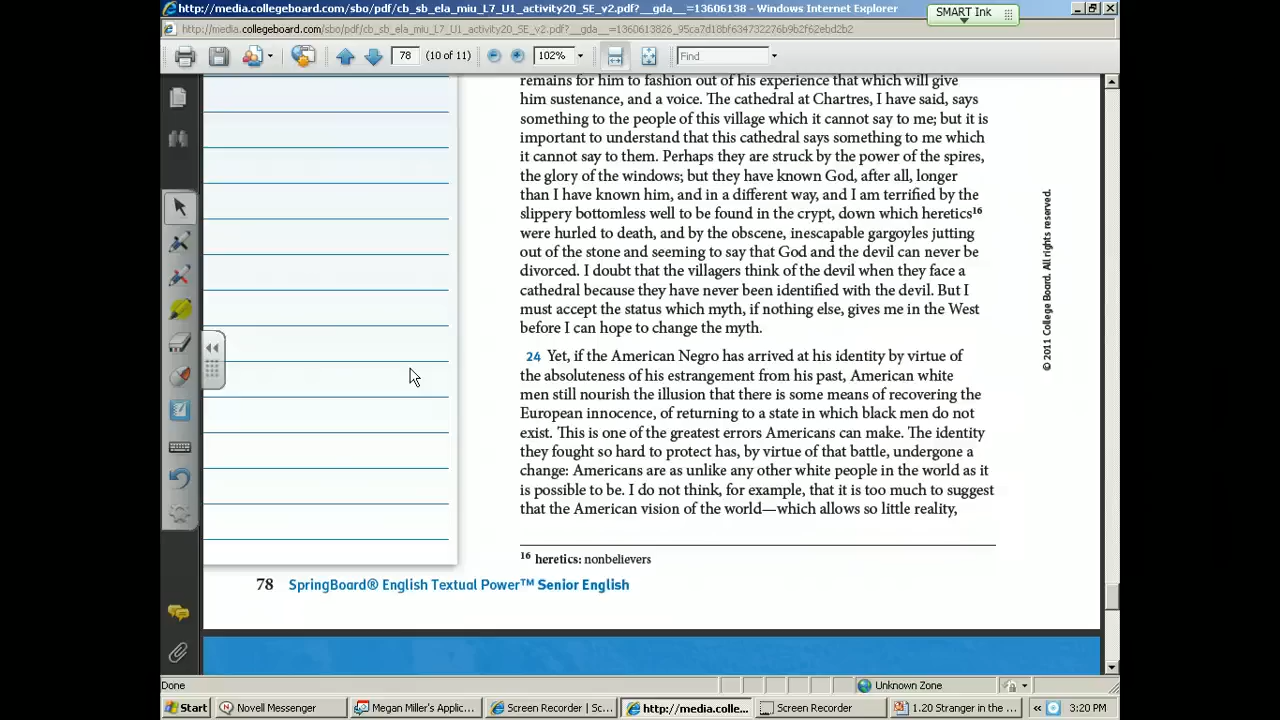 http://media.collegeboard.com/sbo/pdf/cb_sb_ela_miu_L7_U1_activity20_SE_v2.pdf?__gda__=13606138 - Windows Internet Explorer
SMART Ink
http://media.collegeboard.com/sbo/pdf/cb_sb_ela_miu_L7_U1_activity20_SE_v2.pdf?__gda__=1360613826_95ca7d18bf634732276b9b2f62ebd2b2
78 (10 of 11) 102% Find
remains for him to fashion out of his experience that which will give
him sustenance, and a voice. The cathedral at Chartres, I have said, says
something to the people of this village which it cannot say to me; but it is
important to understand that this cathedral says something to me which
it cannot say to them. Perhaps they are struck by the power of the spires,
the glory of the windows; but they have known God, after all, longer
than I have known him, and in a different way, and I am terrified by the
slippery bottomless well to be found in the crypt, down which heretics16
were hurled to death, and by the obscene, inescapable gargoyles jutting
out of the stone and seeming to say that God and the devil can never be
divorced. I doubt that the villagers think of the devil when they face a
cathedral because they have never been identified with the devil. But I
must accept the status which myth, if nothing else, gives me in the West
before I can hope to change the myth.
24 Yet, if the American Negro has arrived at his identity by virtue of
the absoluteness of his estrangement from his past, American white
men still nourish the illusion that there is some means of recovering the
European innocence, of returning to a state in which black men do not
exist. This is one of the greatest errors Americans can make. The identity
they fought so hard to protect has, by virtue of that battle, undergone a
change: Americans are as unlike any other white people in the world as it
is possible to be. I do not think, for example, that it is too much to suggest
that the American vision of the world—which allows so little reality,
16 heretics: nonbelievers
78 SpringBoard® English Textual Power™ Senior English
© 2011 College Board. All rights reserved.
Done Unknown Zone
Start Novell Messenger Megan Miller's Applic... Screen Recorder | Sc... http://media.colle... Screen Recorder 1.20 Stranger in the ... 3:20 PM